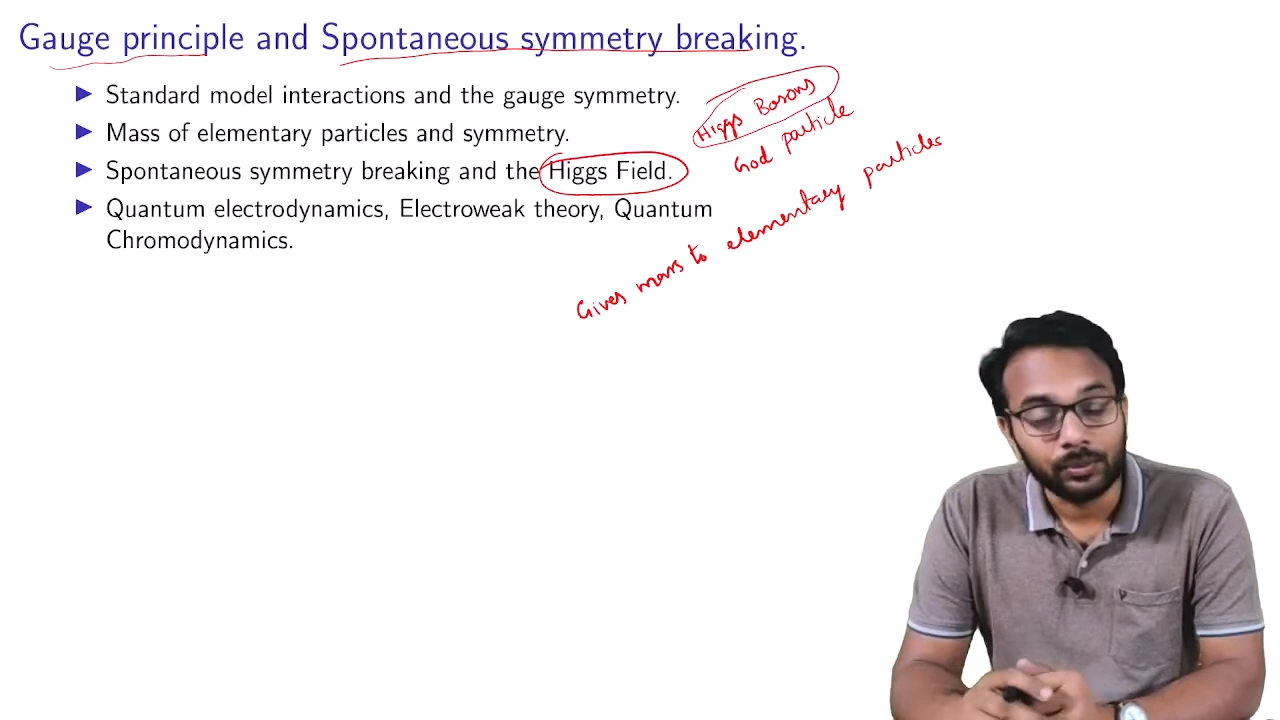 Gauge principle and Spontaneous symmetry breaking.
Standard model interactions and the gauge symmetry.
Mass of elementary particles and symmetry.
Spontaneous symmetry breaking and the Higgs Field.
Quantum electrodynamics, Electroweak theory, Quantum
Chromodynamics.
Higgs Bosons
God particle
Gives mass to elementary particles